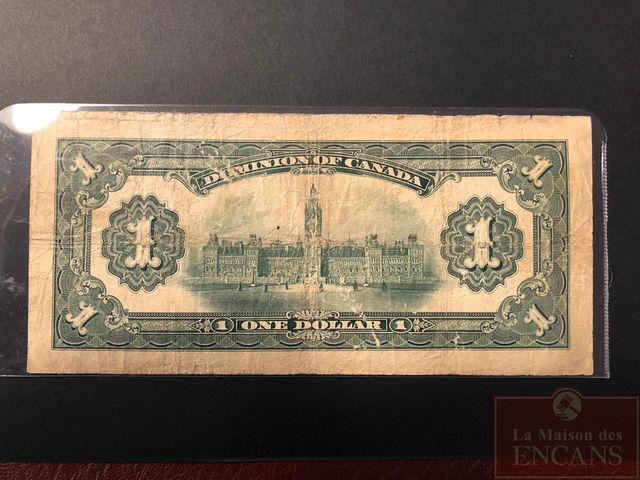 DOMINION OF CANADA
1 1
1 1
1 1
1 ONE DOLLAR 1
La Maison des
ENCANS